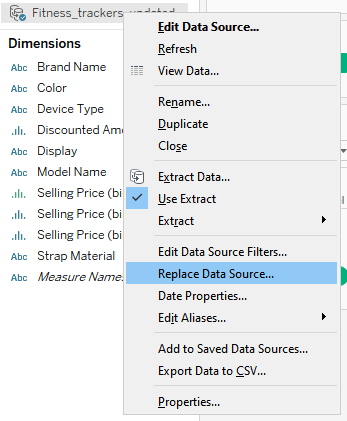 Fitness_trackers_updated
Edit Data Source...
Refresh
View Data...
Rename...
Duplicate
Close
Extract Data...
Use Extract
Extract
Edit Data Source Filters...
Replace Data Source...
Date Properties...
Edit Aliases...
Add to Saved Data Sources...
Export Data to CSV...
Properties...
Dimensions
Abc Brand Name
Abc Color
Abc Device Type
Discounted Amo
Abc Display
Abc Model Name
Selling Price (bi
Selling Price (bi
Selling Price (bi
Abc Strap Material
Abc Measure Name